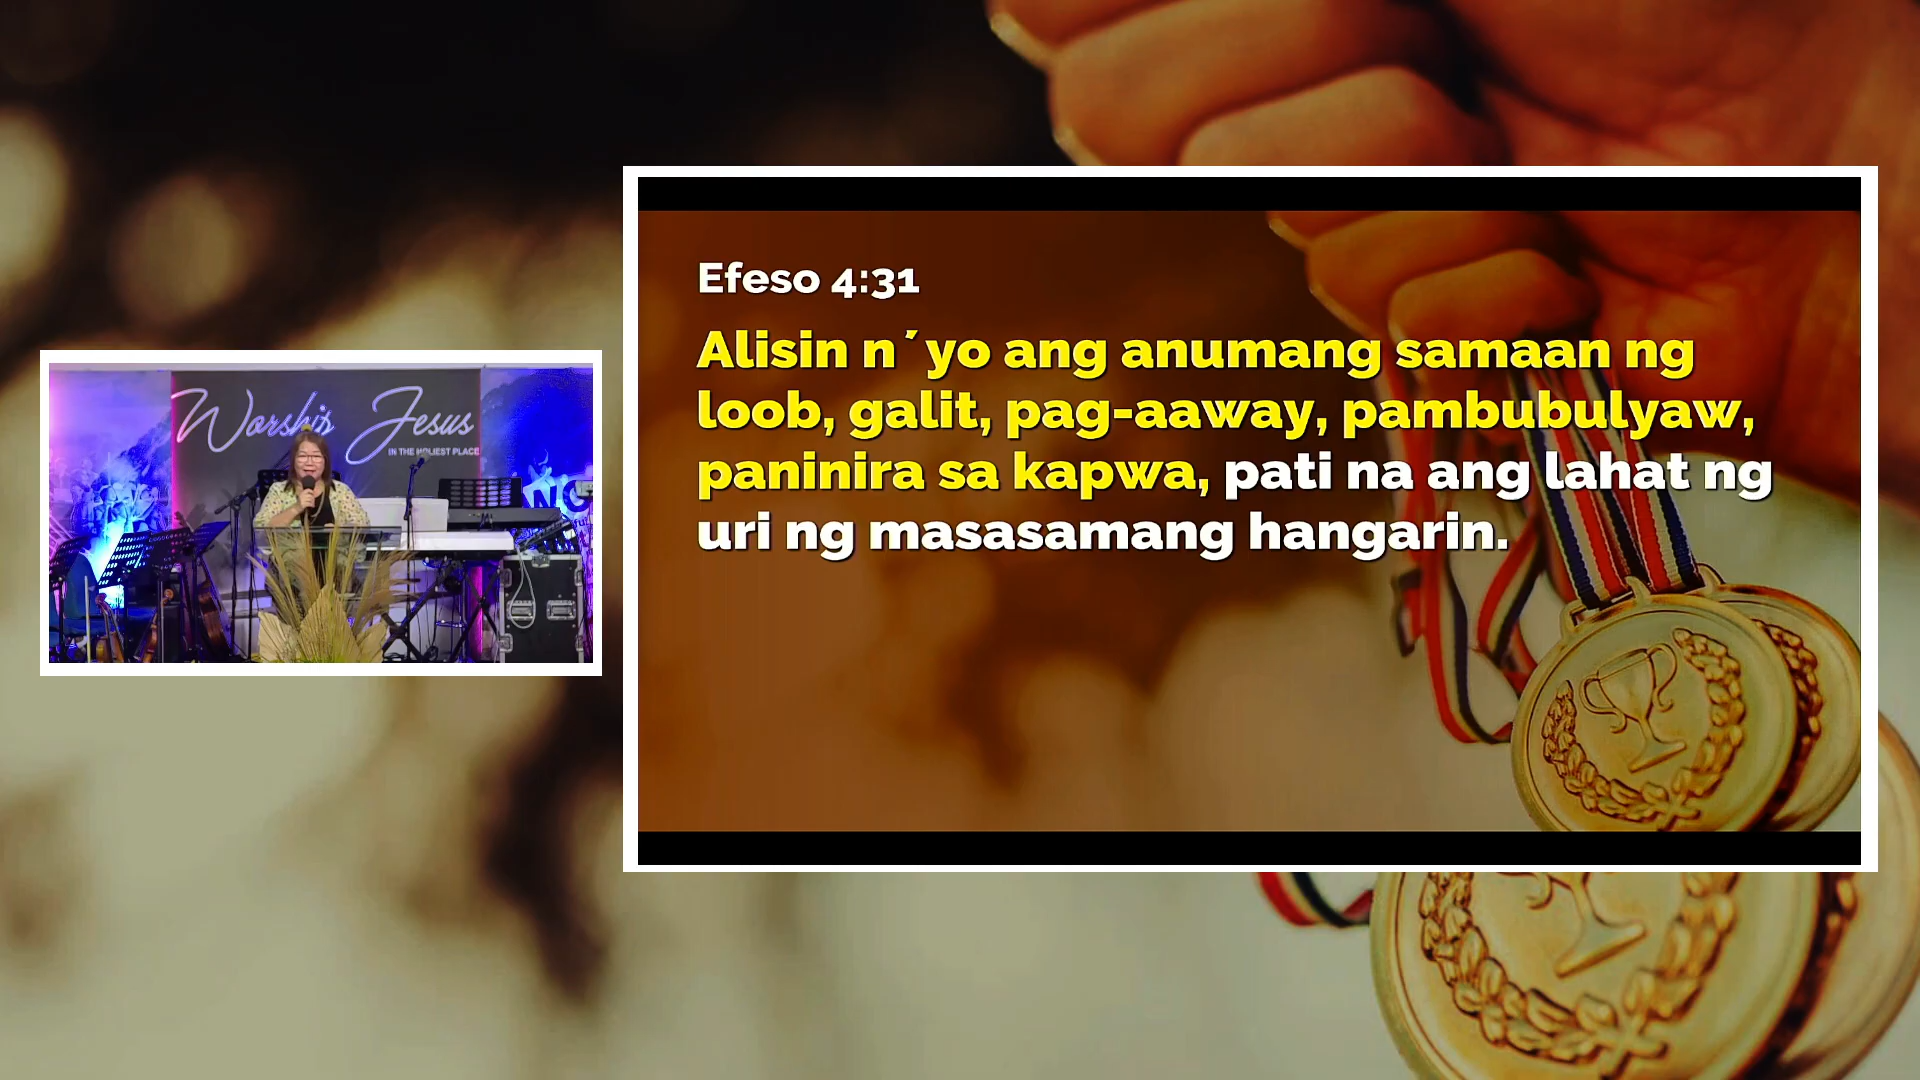 Worship Jesus
IN THE HOLIEST PLACE
NG
Efeso 4:31
Alisin n´yo ang anumang samaan ng
loob, galit, pag-aaway, pambubulyaw,
paninira sa kapwa, pati na ang lahat ng
uri ng masasamang hangarin.